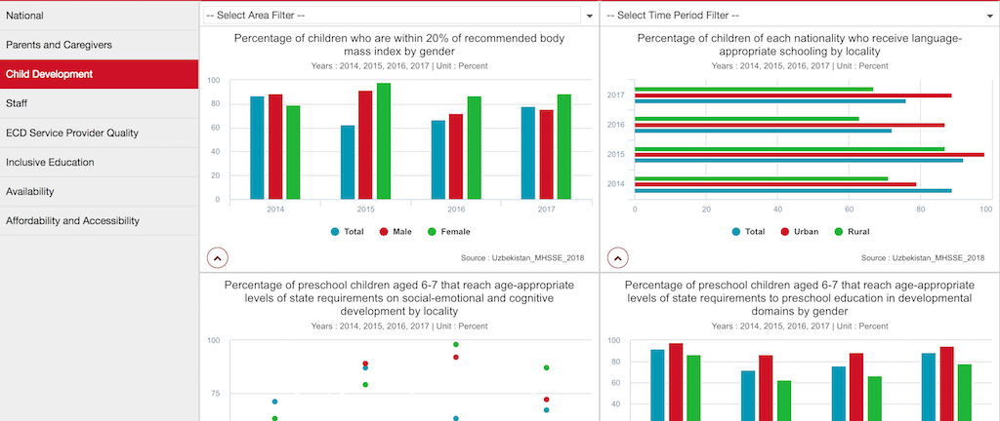 National
Parents and Caregivers
Child Development
Staff
ECD Service Provider Quality
Inclusive Education
Availability
Affordability and Accessibility
-- Select Area Filter --
-- Select Time Period Filter --
Percentage of children who are within 20% of recommended body
mass index by gender
Years : 2014, 2015, 2016, 2017 | Unit : Percent
100
80
60
40
20
0
2014 2015 2016 2017
Total Male Female
Source : Uzbekistan_MHSSE_2018
Percentage of children of each nationality who receive language-
appropriate schooling by locality
Years : 2014, 2015, 2016, 2017 | Unit : Percent
2017
2016
2015
2014
0 20 40 60 80 100
Total Urban Rural
Source : Uzbekistan_MHSSE_2018
Percentage of preschool children aged 6-7 that reach age-appropriate
levels of state requirements on social-emotional and cognitive
development by locality
Years : 2014, 2015, 2016, 2017 | Unit : Percent
100
75
Percentage of preschool children aged 6-7 that reach age-appropriate
levels of state requirements to preschool education in developmental
domains by gender
Years : 2014, 2015, 2016, 2017 | Unit : Percent
100
80
60
40